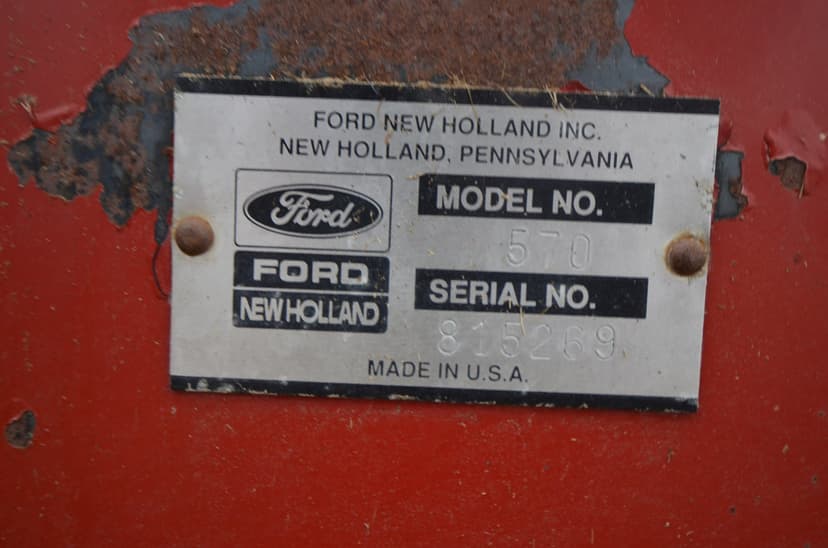 FORD NEW HOLLAND INC.
NEW HOLLAND, PENNSYLVANIA
Ford
FORD
NEW HOLLAND
MODEL NO.
570
SERIAL NO.
815269
MADE IN U.S.A.